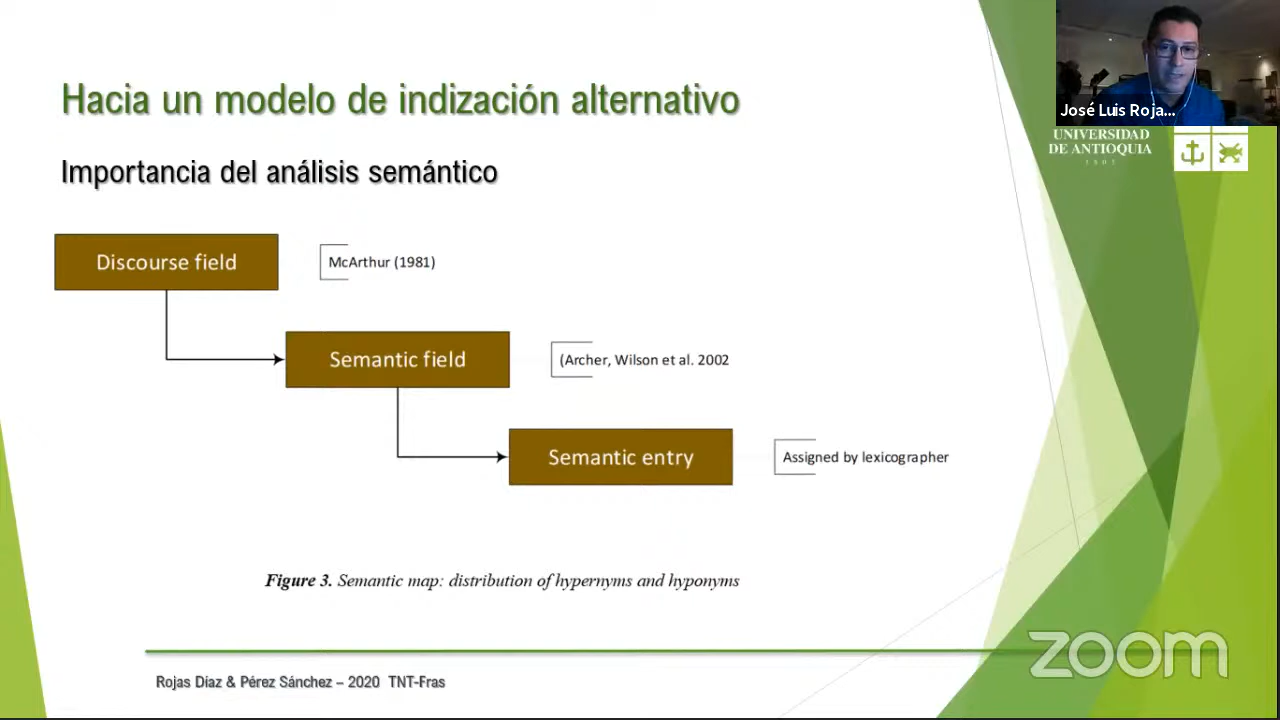 Hacia un modelo de indización alternativo
José Luis Roja...
UNIVERSIDAD
DE ANTIOQUIA
1803
Importancia del análisis semántico
Discourse field
McArthur (1981)
Semantic field
(Archer, Wilson et al. 2002
Semantic entry
Assigned by lexicographer
Figure 3. Semantic map: distribution of hypernyms and hyponyms
zoom
Rojas Díaz & Pérez Sánchez – 2020 TNT-Fras